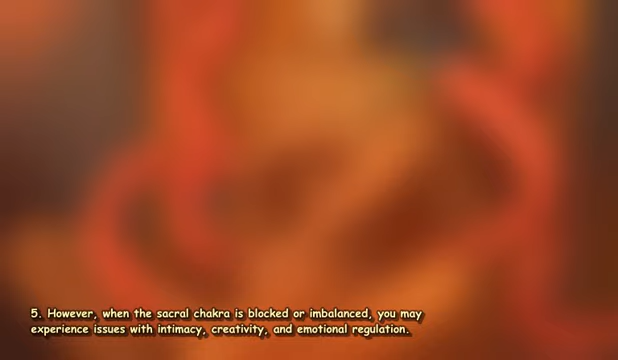 5. However, when the sacral chakra is blocked or imbalanced, you may
experience issues with intimacy, creativity, and emotional regulation.